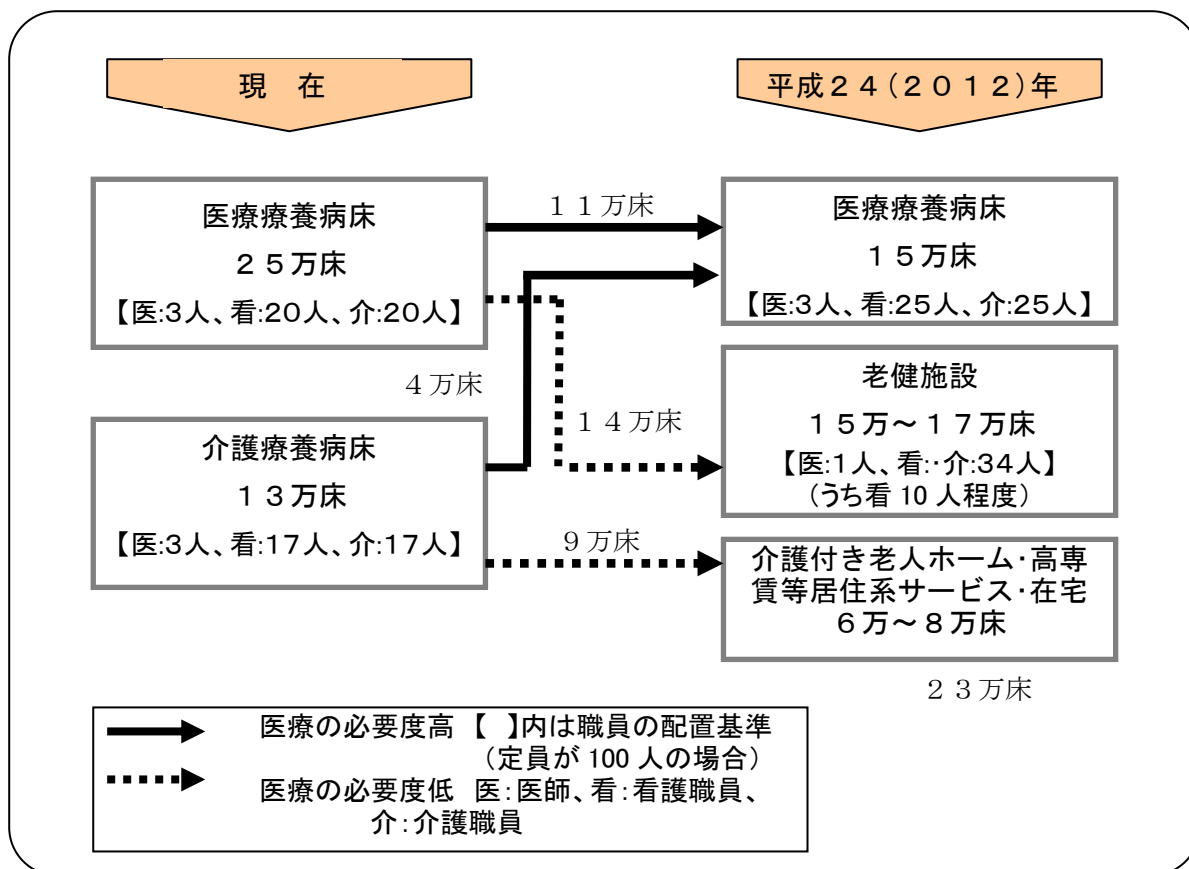 現　在
平成２４（２０１２）年
医療療養病床
２５万床
【医:3人、看:20人、介:20人】
１１万床
医療療養病床
１５万床
【医:3人、看:25人、介:25人】
４万床
介護療養病床
１３万床
【医:3人、看:17人、介:17人】
１４万床
老健施設
１５万～１７万床
【医:1人、看:･介:34人】
（うち看 10 人程度）
９万床
介護付き老人ホーム･高専
賃等居住系サービス･在宅
６万～８万床
２３万床
医療の必要度高　【　】内は職員の配置基準
（定員が 100 人の場合）
医療の必要度低　医：医師、看：看護職員、
介：介護職員